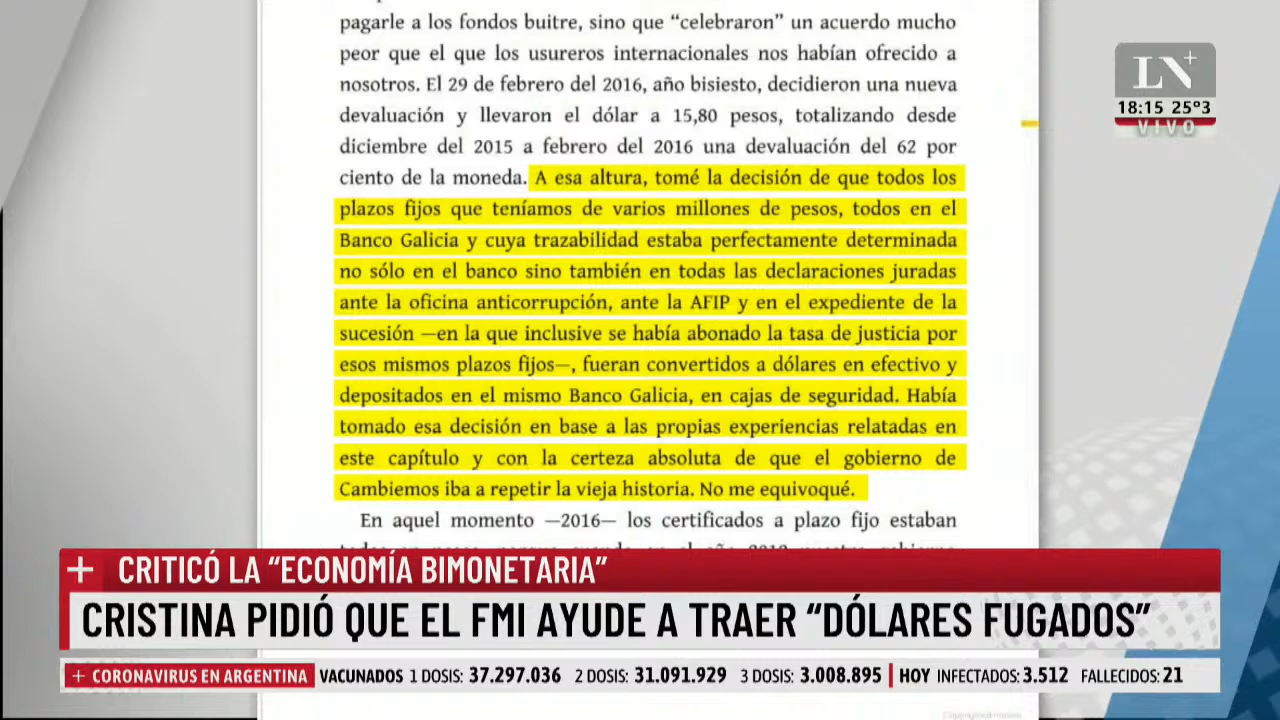 pagarle a los fondos buitre, sino que “celebraron” un acuerdo mucho
peor que el que los usureros internacionales nos habían ofrecido a
nosotros. El 29 de febrero del 2016, año bisiesto, decidieron una nueva
devaluación y llevaron el dólar a 15,80 pesos, totalizando desde
diciembre del 2015 a febrero del 2016 una devaluación del 62 por
ciento de la moneda. A esa altura, tomé la decisión de que todos los
plazos fijos que teníamos de varios millones de pesos, todos en el
Banco Galicia y cuya trazabilidad estaba perfectamente determinada
no sólo en el banco sino también en todas las declaraciones juradas
ante la oficina anticorrupción, ante la AFIP y en el expediente de la
sucesión —en la que inclusive se había abonado la tasa de justicia por
esos mismos plazos fijos—, fueran convertidos a dólares en efectivo y
depositados en el mismo Banco Galicia, en cajas de seguridad. Había
tomado esa decisión en base a las propias experiencias relatadas en
este capítulo y con la certeza absoluta de que el gobierno de
Cambiemos iba a repetir la vieja historia. No me equivoqué.
En aquel momento —2016— los certificados a plazo fijo estaban
LN+
18:15 25°3
VIVO
+ CRITICÓ LA “ECONOMÍA BIMONETARIA”
CRISTINA PIDIÓ QUE EL FMI AYUDE A TRAER “DÓLARES FUGADOS”
+ CORONAVIRUS EN ARGENTINA VACUNADOS 1 DOSIS: 37.297.036 2 DOSIS: 31.091.929 3 DOSIS: 3.008.895 HOY INFECTADOS: 3.512 FALLECIDOS: 21